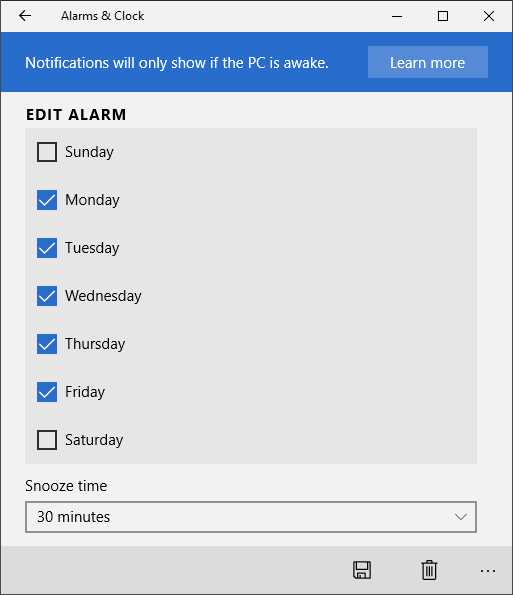 Alarms & Clock
Notifications will only show if the PC is awake.
Learn more
EDIT ALARM
Sunday
Monday
Tuesday
Wednesday
Thursday
Friday
Saturday
Snooze time
30 minutes